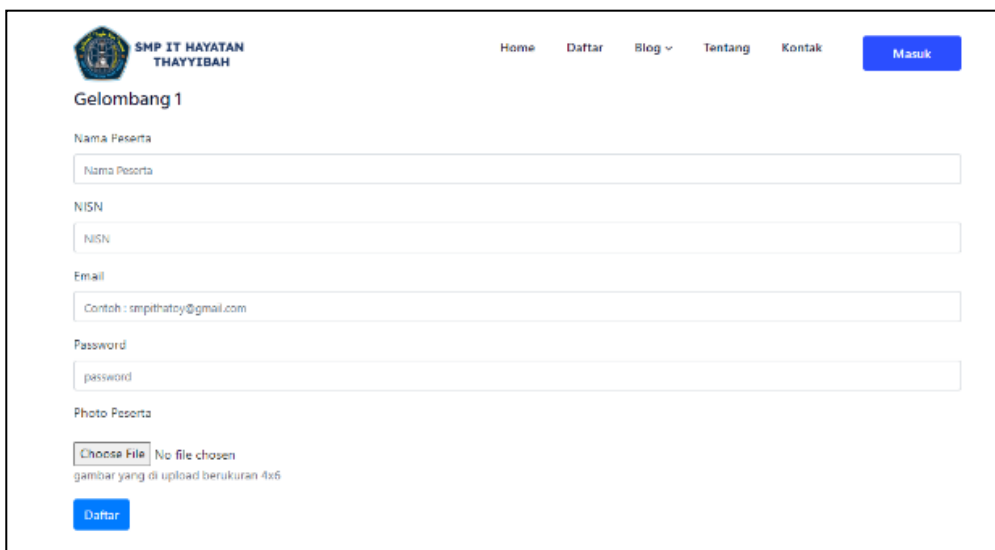 SMP IT HAYATAN
THAYYIBAH
Home Daftar Blog Tentang Kontak Masuk
Gelombang 1
Nama Peserta
Nama Peserta
NISN
NISN
Email
Contoh : smpithatoy@gmail.com
Password
password
Photo Peserta
Choose File No file chosen
gambar yang di upload berukuran 4x6
Daftar